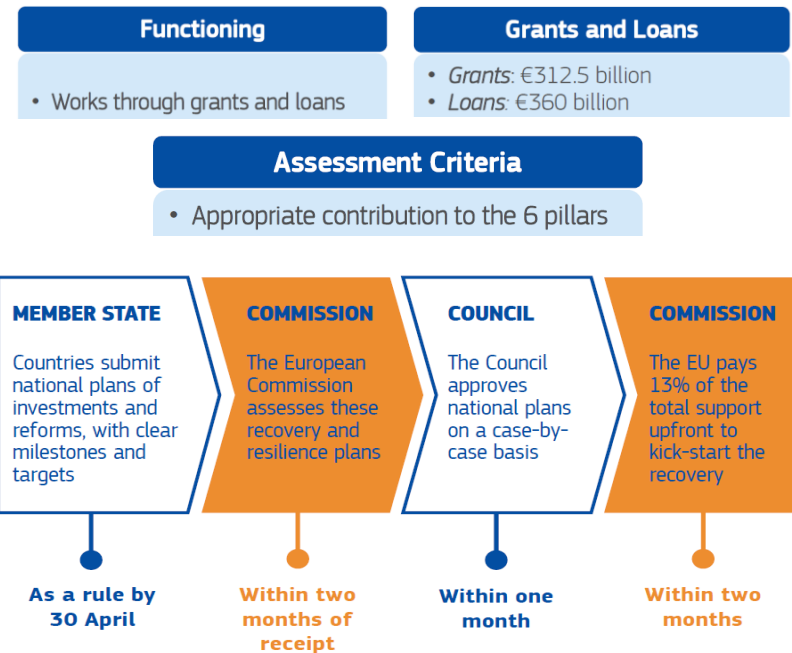 Functioning
• Works through grants and loans
Grants and Loans
• Grants: €312.5 billion
• Loans: €360 billion
Assessment Criteria
• Appropriate contribution to the 6 pillars
MEMBER STATE
Countries submit
national plans of
investments and
reforms, with clear
milestones and
targets
As a rule by
30 April
COMMISSION
The European
Commission
assesses these
recovery and
resilience plans
Within two
months of
receipt
COUNCIL
The Council
approves
national plans
on a case-by-
case basis
Within one
month
COMMISSION
The EU pays
13% of the
total support
upfront to
kick-start the
recovery
Within two
months